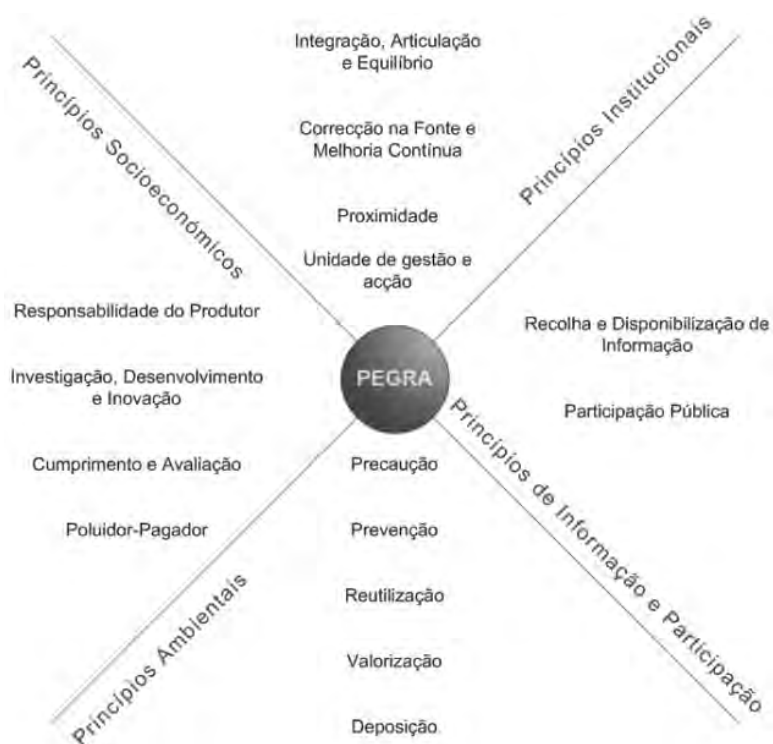 Integração, Articulação
e Equilíbrio
Princípios Socioeconómicos
Princípios Institucionais
Correcção na Fonte e
Melhoria Contínua
Proximidade
Unidade de gestão e
acção
Responsabilidade do Produtor
Investigação, Desenvolvimento
e Inovação
Cumprimento e Avaliação
Poluidor-Pagador
PEGRA
Recolha e Disponibilização de
Informação
Participação Pública
Princípios de Informação e Participação
Princípios Ambientais
Precaução
Prevenção
Reutilização
Valorização
Deposição